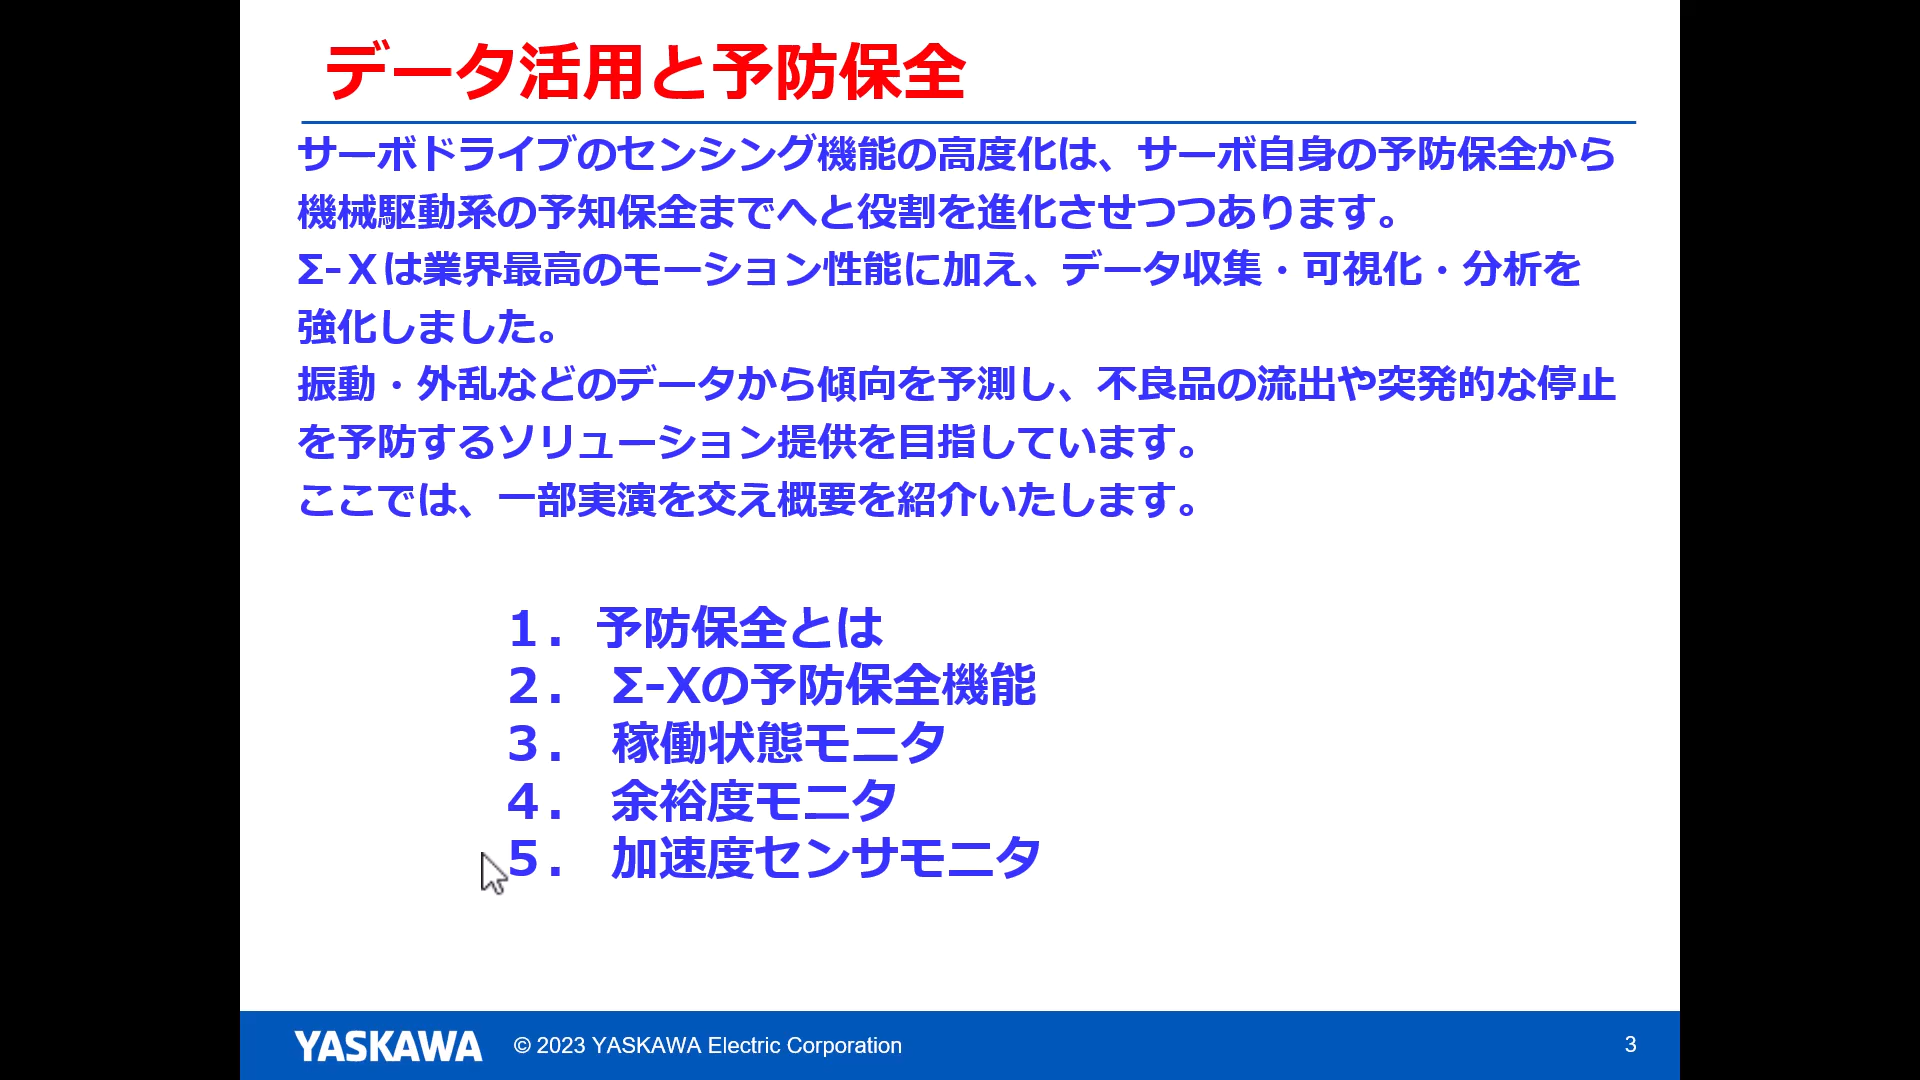 データ活用と予防保全
サーボドライブのセンシング機能の高度化は、サーボ自身の予防保全から
機械駆動系の予知保全までへと役割を進化させつつあります。
Σ-Ｘは業界最高のモーション性能に加え、データ収集・可視化・分析を
強化しました。
振動・外乱などのデータから傾向を予測し、不良品の流出や突発的な停止
を予防するソリューション提供を目指しています。
ここでは、一部実演を交え概要を紹介いたします。
１．予防保全とは
２． Σ-Xの予防保全機能
３． 稼働状態モニタ
４． 余裕度モニタ
５． 加速度センサモニタ
YASKAWA © 2023 YASKAWA Electric Corporation 3